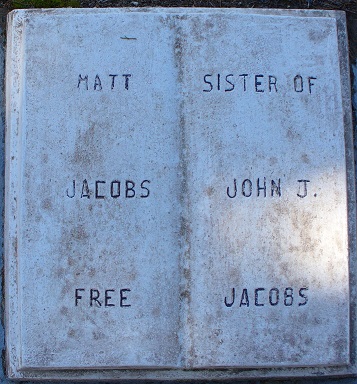 MATT
JACOBS
FREE
SISTER OF
JOHN J.
JACOBS